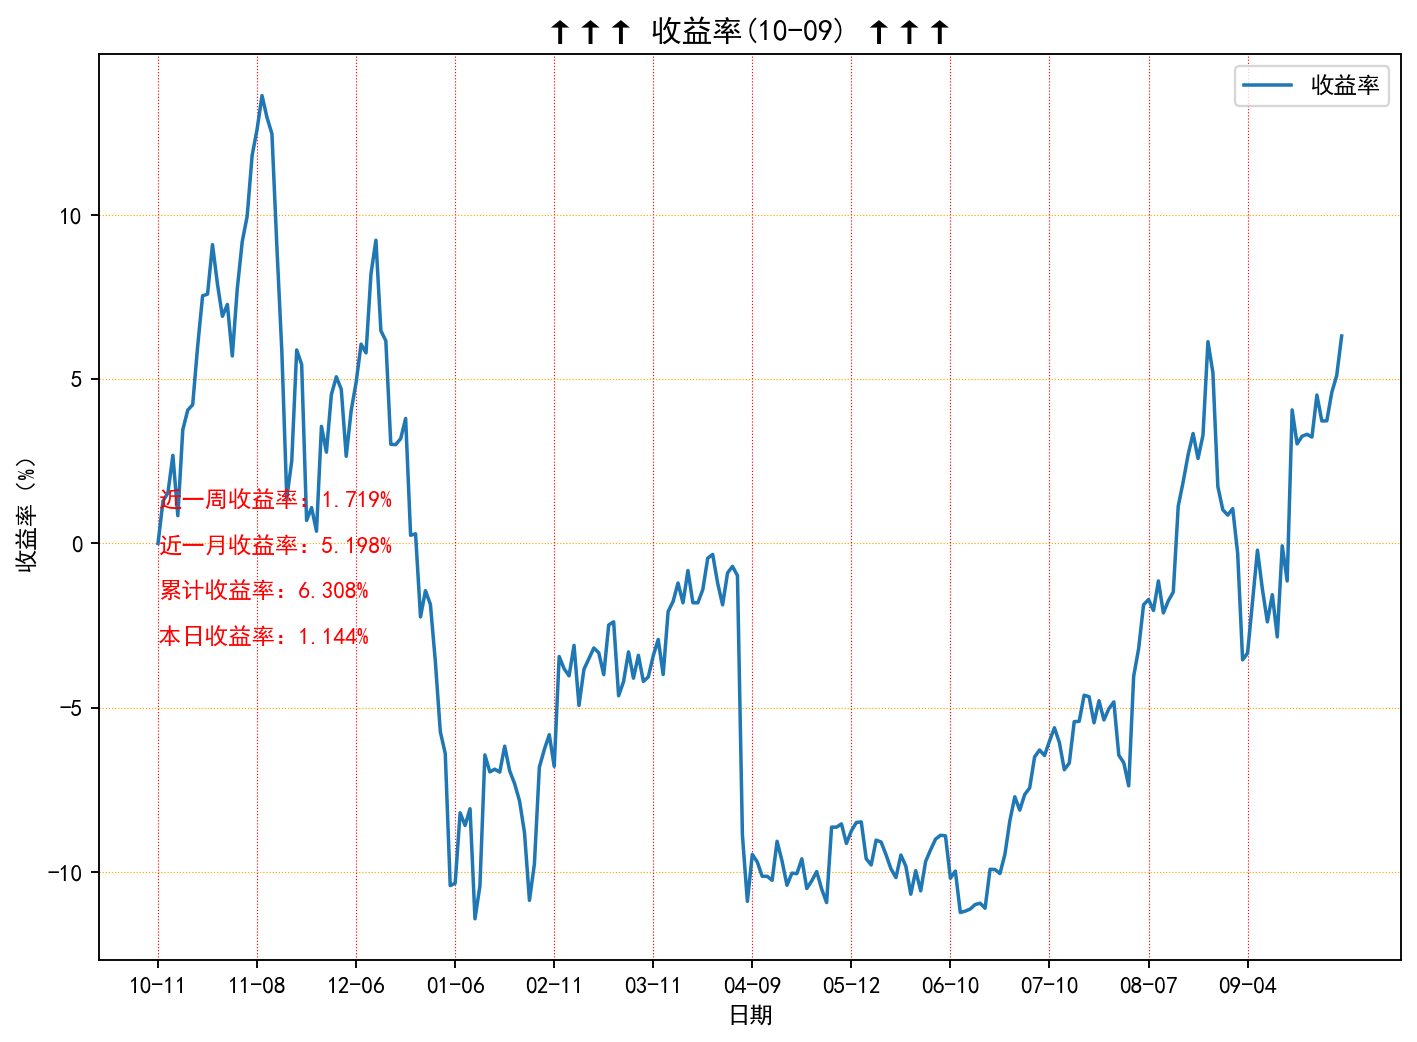 ↑↑↑ 收益率(10-09) ↑↑↑
收益率
10
5
0
-5
-10
收益率 (%)
近一周收益率：1.719%
近一月收益率：5.198%
累计收益率：6.308%
本日收益率：1.144%
10-11 11-08 12-06 01-06 02-11 03-11 04-09 05-12 06-10 07-10 08-07 09-04
日期